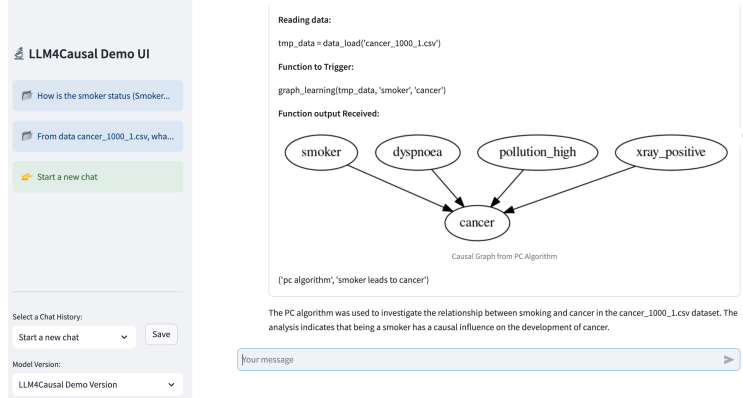 LLM4Causal Demo UI
How is the smoker status (Smoker...
From data cancer_1000_1.csv, wha...
Start a new chat
Select a Chat History:
Start a new chat
Save
Model Version:
LLM4Causal Demo Version
Reading data:
tmp_data = data_load('cancer_1000_1.csv')
Function to Trigger:
graph_learning(tmp_data, 'smoker', 'cancer')
Function output Received:
smoker dyspnoea pollution_high xray_positive
cancer
Causal Graph from PC Algorithm
('pc algorithm', 'smoker leads to cancer')
The PC algorithm was used to investigate the relationship between smoking and cancer in the cancer_1000_1.csv dataset. The
analysis indicates that being a smoker has a causal influence on the development of cancer.
Your message